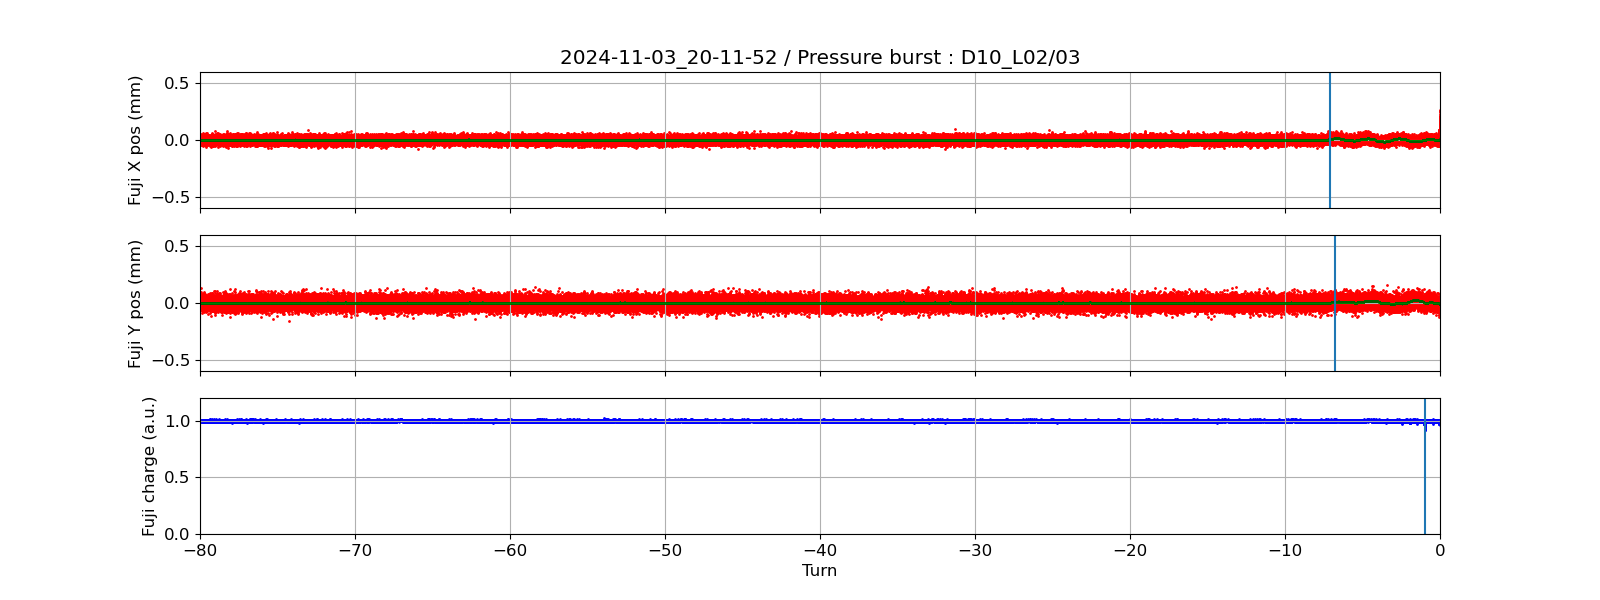 2024-11-03_20-11-52 / Pressure burst : D10_L02/03
Fuji X pos (mm)
0.5
0.0
−0.5
Fuji Y pos (mm)
0.5
0.0
−0.5
Fuji charge (a.u.)
1.0
0.5
0.0
−80 −70 −60 −50 −40 −30 −20 −10 0
Turn